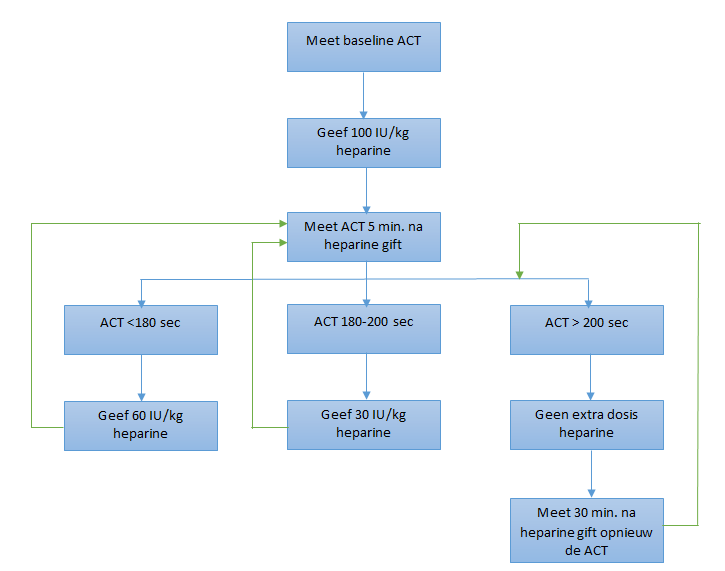 Meet baseline ACT
Geef 100 IU/kg
heparine
Meet ACT 5 min. na
heparine gift
ACT <180 sec
ACT 180-200 sec
ACT > 200 sec
Geef 60 IU/kg
heparine
Geef 30 IU/kg
heparine
Geen extra dosis
heparine
Meet 30 min. na
heparine gift opnieuw
de ACT